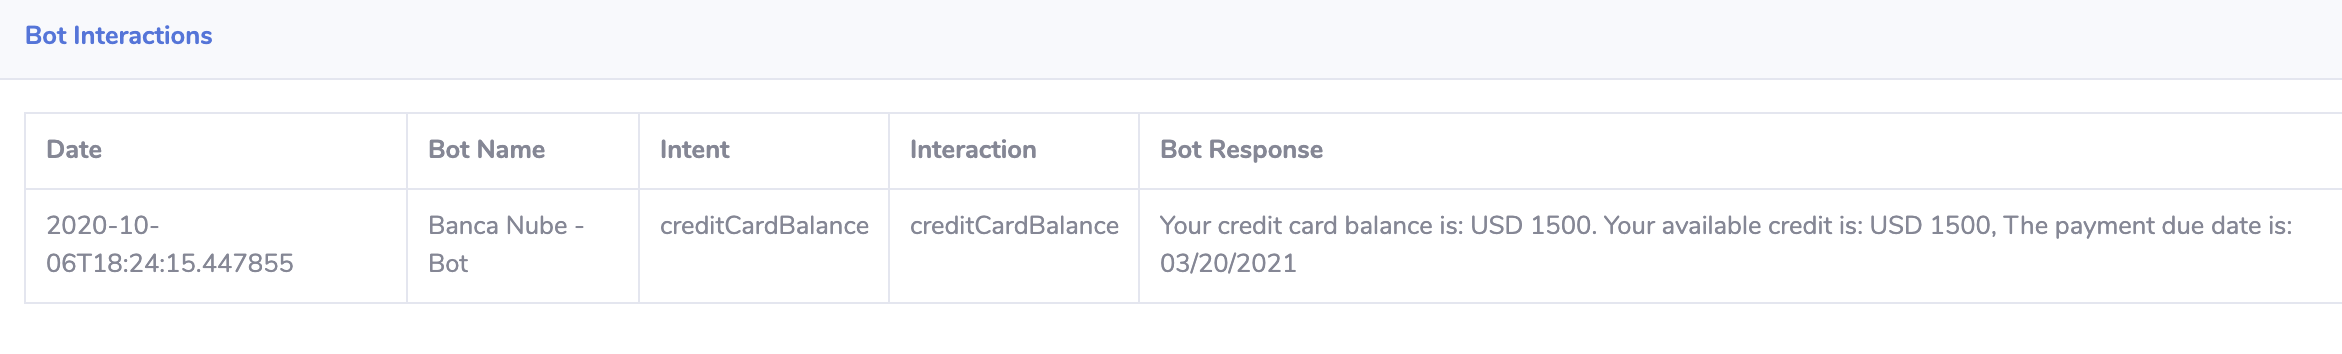 Bot Interactions
Date Bot Name Intent Interaction Bot Response
2020-10- Banca Nube - creditCardBalance creditCardBalance Your credit card balance is: USD 1500. Your available credit is: USD 1500, The payment due date is:
06T18:24:15.447855 Bot 03/20/2021